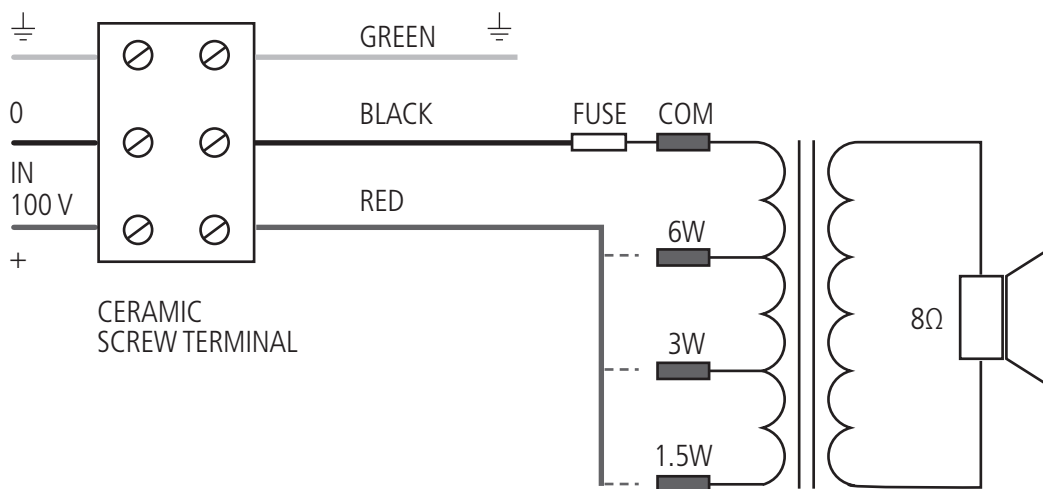 GREEN
0
BLACK
FUSE
COM
IN
100 V
RED
+
6W
CERAMIC
SCREW TERMINAL
8Ω
3W
1.5W